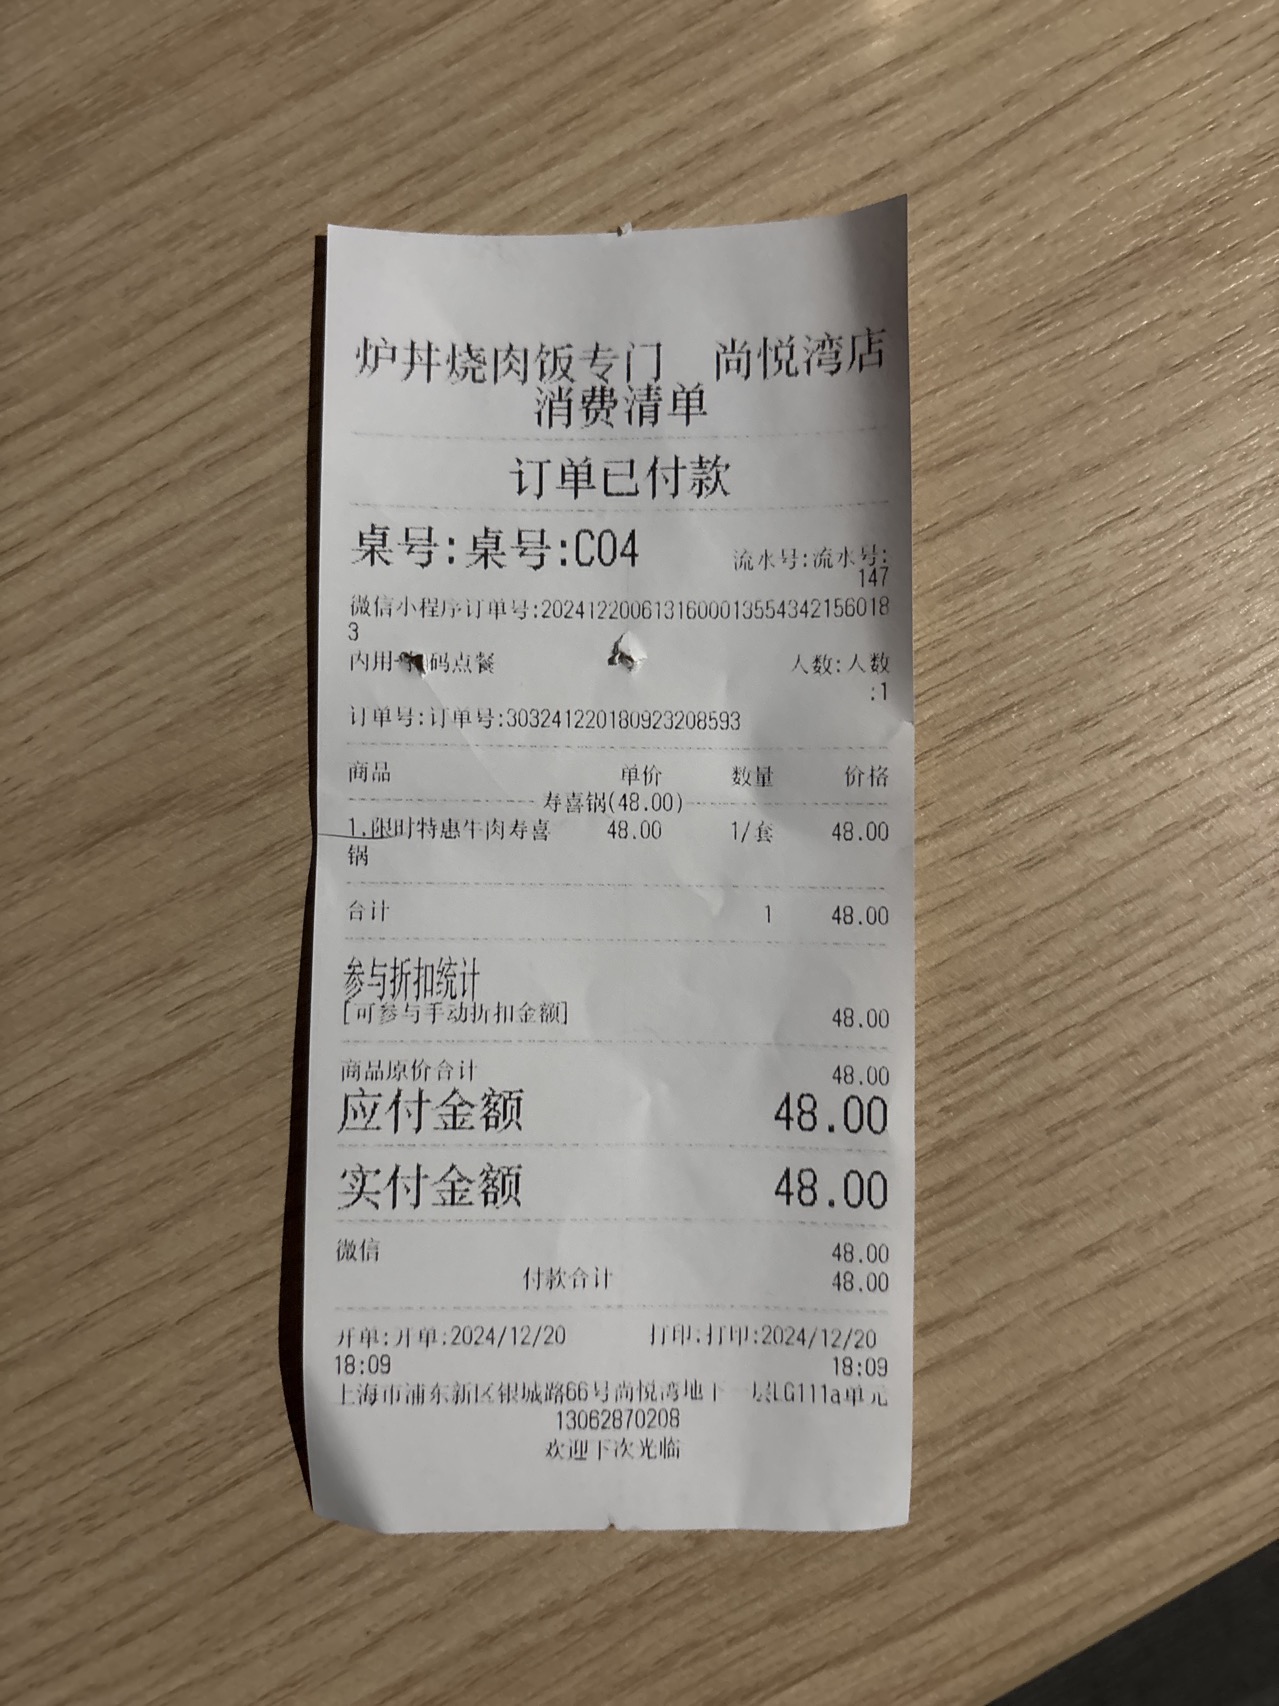 炉丼烧肉饭专门 尚悦湾店
消费清单
订单已付款
桌号:桌号:C04
流水号:流水号:
147
微信小程序订单号:2024122006131600013554342156018
3
内用 码点餐
人数:人数
:1
订单号:订单号:303241220180923208593
商品 单价 数量 价格
寿喜锅(48.00)
1.限时特惠牛肉寿喜 48.00 1/套 48.00
锅
合计 1 48.00
参与折扣统计
[可参与手动折扣金额] 48.00
商品原价合计 48.00
应付金额 48.00
实付金额 48.00
微信 48.00
付款合计 48.00
开单:开单:2024/12/20 打印:打印:2024/12/20
18:09 18:09
上海市浦东新区银城路66号尚悦湾地下一层LG111a单元
13062870208
欢迎下次光临